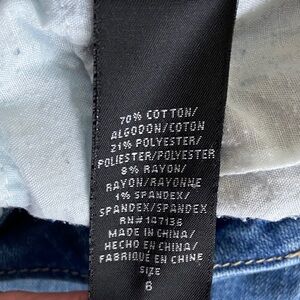 70% COTTON/
ALGODON/COTON
21% POLYESTER/
POLIESTER/POLYESTER
8% RAYON/
RAYON/RAYONNE
1% SPANDEX/
SPANDEX/SPANDEX
RN#147136
MADE IN CHINA/
HECHO EN CHINA/
FABRIQUÉ EN CHINE
SIZE
6